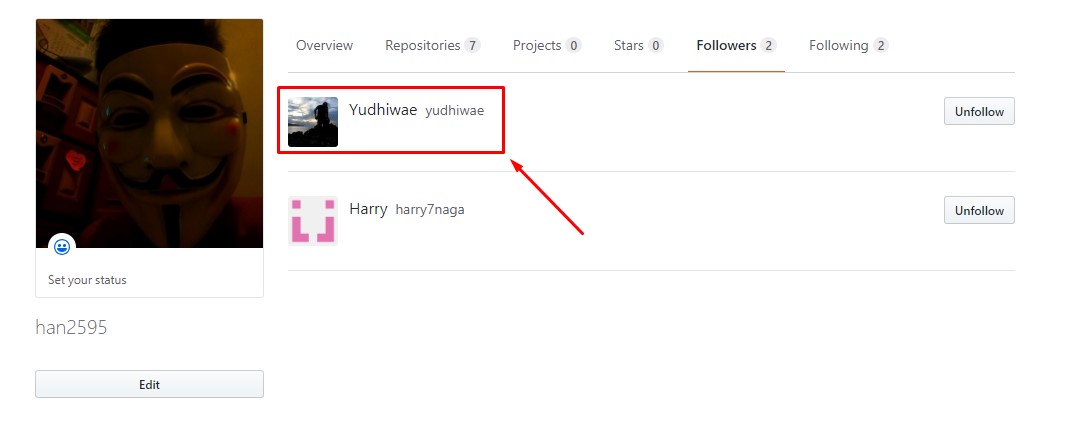 Overview Repositories 7 Projects 0 Stars 0 Followers 2 Following 2
Yudhiwae yudhiwae
Unfollow
Harry harry7naga
Unfollow
Set your status
han2595
Edit